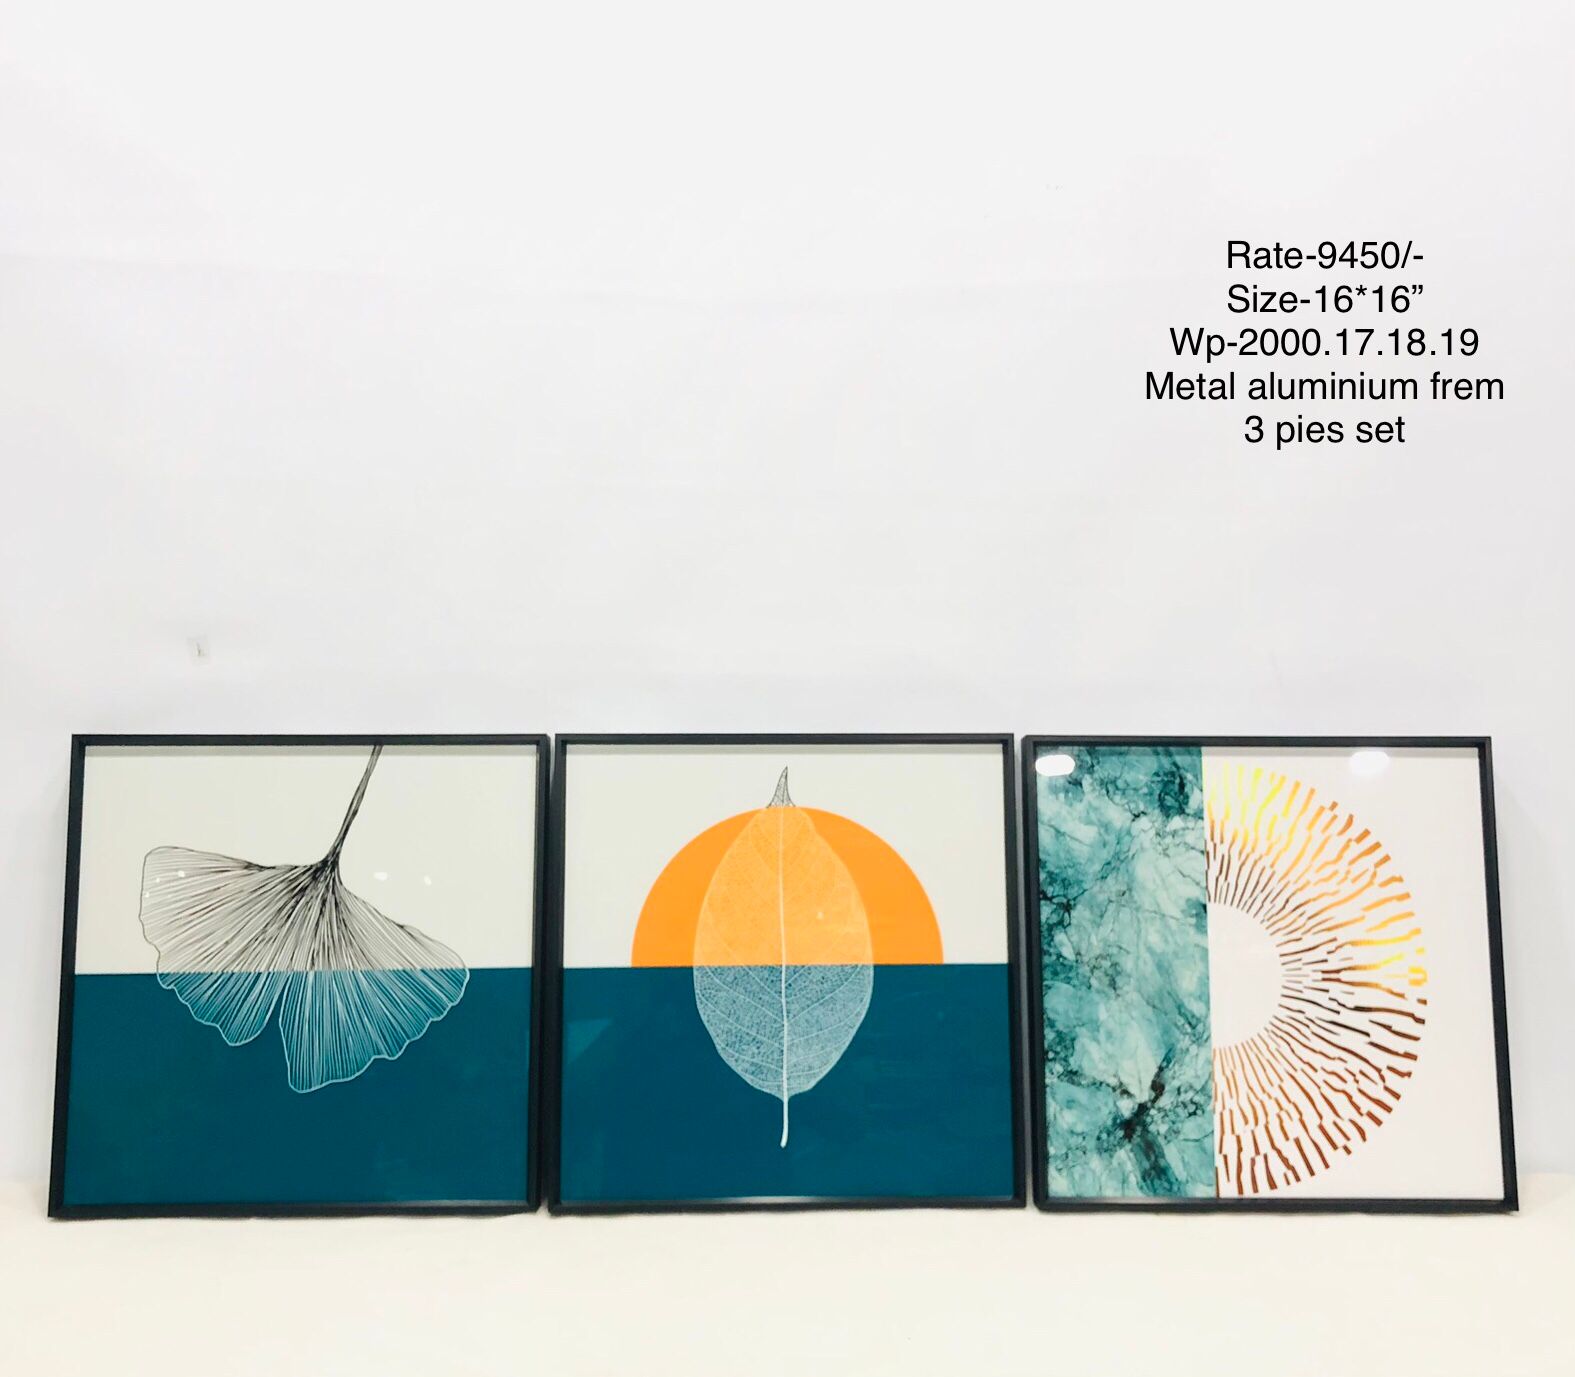 Rate-9450/-
Size-16*16”
Wp-2000.17.18.19
Metal aluminium frem
3 pies set